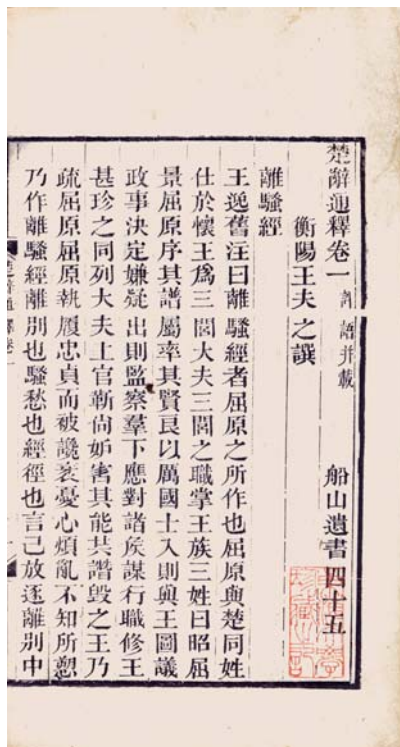 楚辭通釋卷一 船山遺書四十五
衡陽王夫之譔
離騷經
王逸舊注曰離騷經者屈原之所作也屈原與楚同姓
仕於懷王爲三閭大夫三閭之職掌王族三姓曰昭屈
景屈原序其譜屬率其賢良以厲國士入則與王圖議
政事決定嫌疑出則監察羣下應對諸矦謀行職修王
甚珍之同列大夫上官靳尚妒害其能共譖毀之王乃
疏屈原屈原執履忠貞而被讒衺憂心煩亂不知所愬
乃作離騷經離別也騷愁也經徑也言己放逐離別中